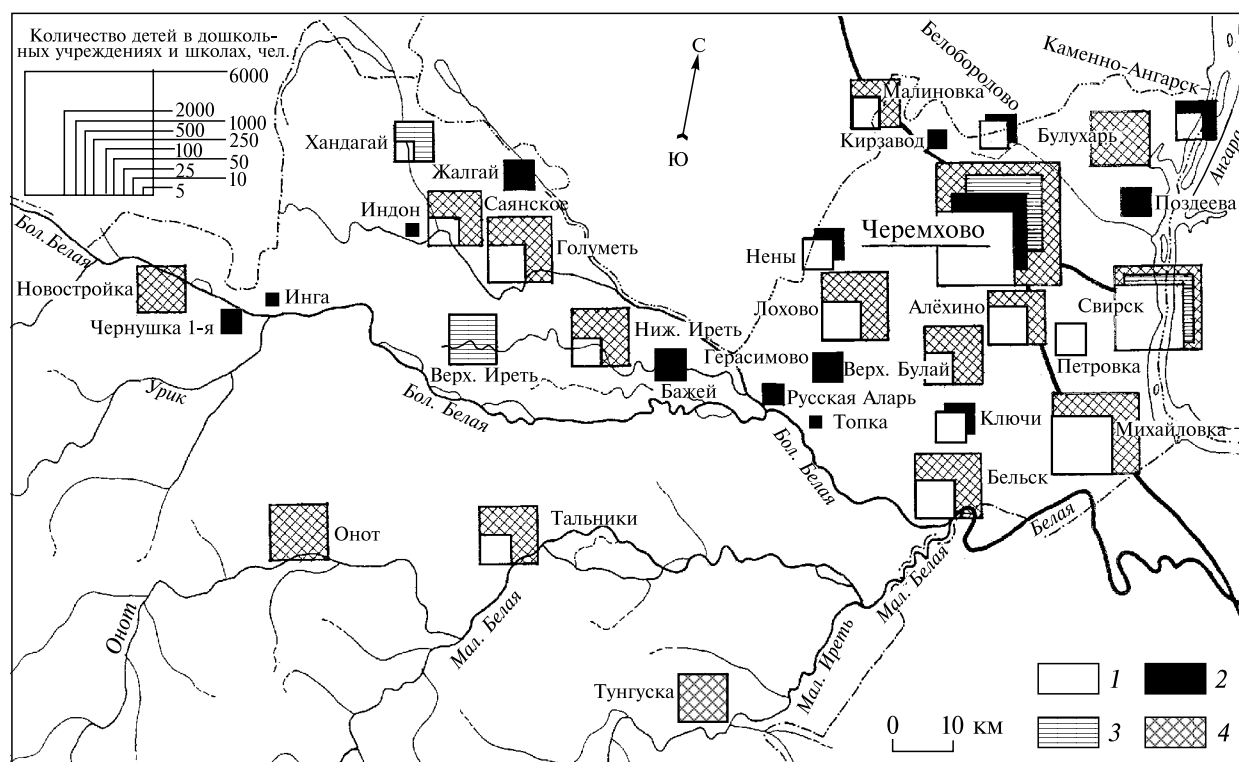 Количество детей в дошколь-
ных учреждениях и школах, чел.
6000
2000
1000
500
250
100
50
25
10
5
С
Ю
Белобородово
Каменно-Ангарск
Малиновка
Кирзавод
Булухарь
Ангара
Хандагай
Жалгай
Саянское
Индон
Голуметь
Поздеева
Черемхово
Бол. Белая
Новостройка
Инга
Чернушка 1-я
Нены
Лохово
Алёхино
Свирск
Ниж. Иреть
Герасимово
Верх. Булай
Петровка
Верх. Иреть
Бажей
Урик
Бол. Белая
Русская Аларь
Топка
Ключи
Михайловка
Бол. Белая
Бельск
Белая
Онот
Тальники
Мал. Белая
Онот
Мал. Белая
Мал. Иреть
Тунгуска
1
2
3
4
0 10 км